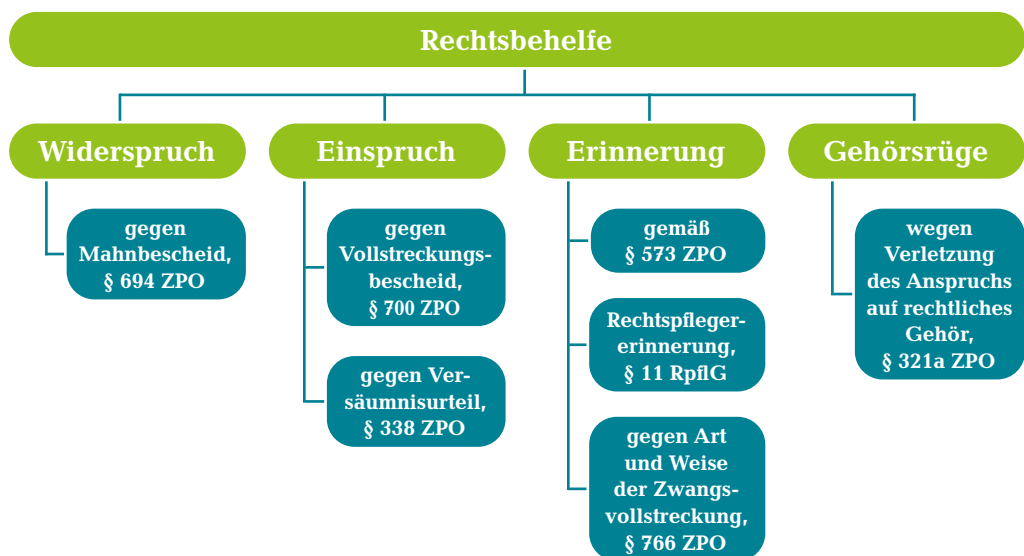 Rechtsbehelfe
Widerspruch
gegen
Mahnbescheid,
§ 694 ZPO
Einspruch
gegen
Vollstreckungs-
bescheid,
§ 700 ZPO
gegen Ver-
säumnisurteil,
§ 338 ZPO
Erinnerung
gemäß
§ 573 ZPO
Rechtspfleger-
erinnerung,
§ 11 RpflG
gegen Art
und Weise
der Zwangs-
vollstreckung,
§ 766 ZPO
Gehörsrüge
wegen
Verletzung
des Anspruchs
auf rechtliches
Gehör,
§ 321a ZPO